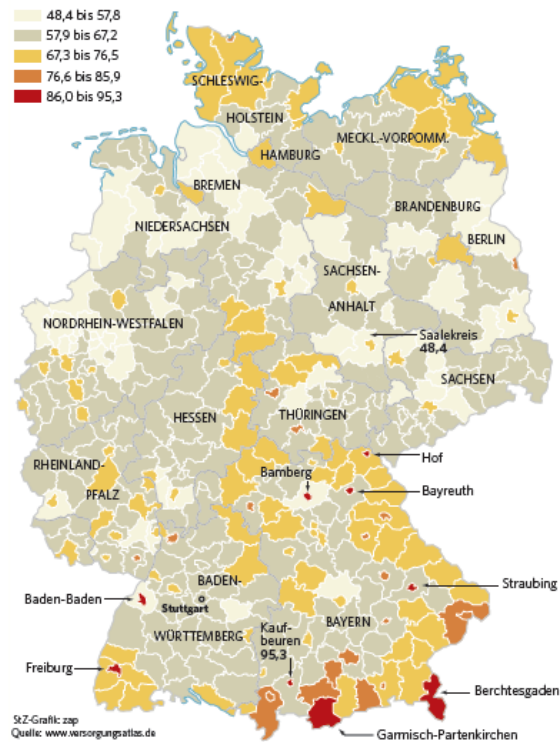 48,4 bis 57,8
57,9 bis 67,2
67,3 bis 76,5
76,6 bis 85,9
86,0 bis 95,3
SCHLESWIG-
HOLSTEIN
MECKL.-VORPOMM.
HAMBURG
BREMEN
BRANDENBURG
NIEDERSACHSEN
BERLIN
SACHSEN-
ANHALT
NORDRHEIN-WESTFALEN
Saalekreis
48,4
SACHSEN
HESSEN
THÜRINGEN
Hof
RHEINLAND-
PFALZ
Bamberg
Bayreuth
Straubing
BADEN-
WÜRTTEMBERG
Baden-Baden
Stuttgart
Kauf-
beuren
95,3
BAYERN
Freiburg
Berchtesgaden
Garmisch-Partenkirchen
StZ-Grafik: zap
Quelle: www.versorgungsatlas.de